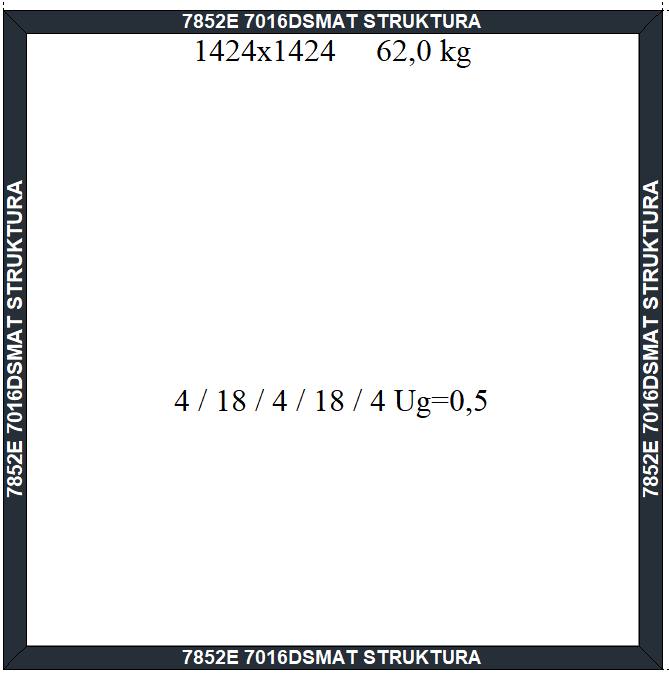 7852E 7016DSMAT STRUKTURA
1424x1424 62,0 kg
7852E 7016DSMAT STRUKTURA
7852E 7016DSMAT STRUKTURA
4 / 18 / 4 / 18 / 4 Ug=0,5
7852E 7016DSMAT STRUKTURA